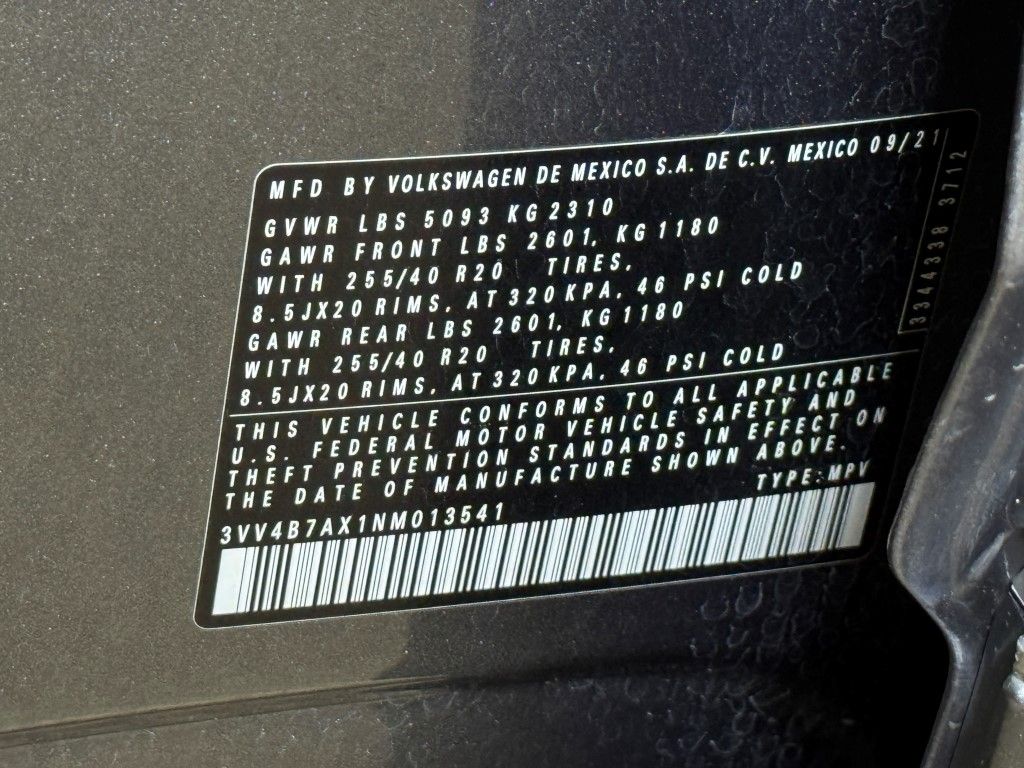 MFD BY VOLKSWAGEN DE MEXICO S.A. DE C.V. MEXICO 09/21
GVWR LBS 5093 KG 2310
GAWR FRONT LBS 2601, KG 1180
WITH 255/40 R20 TIRES,
8.5JX20 RIMS, AT 320 KPA, 46 PSI COLD
GAWR REAR LBS 2601, KG 1180
WITH 255/40 R20 TIRES,
8.5JX20 RIMS, AT 320 KPA, 46 PSI COLD
THIS VEHICLE CONFORMS TO ALL APPLICABLE
U.S. FEDERAL MOTOR VEHICLE SAFETY AND
THEFT PREVENTION STANDARDS IN EFFECT ON
THE DATE OF MANUFACTURE SHOWN ABOVE.
TYPE:MPV
3VV4B7AX1NM013541
3344338 3712